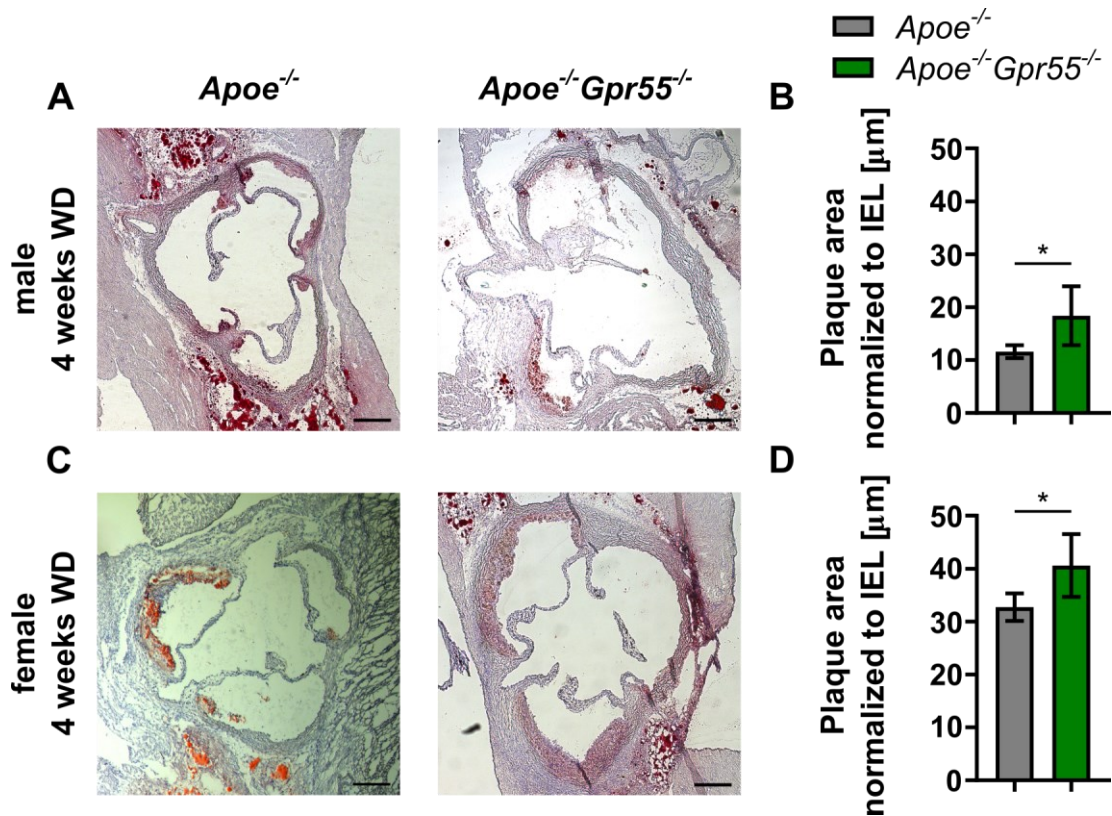 Apoe-/-
Apoe-/-Gpr55-/-
A
Apoe-/-
Apoe-/-Gpr55-/-
B
male
4 weeks WD
Plaque area
normalized to IEL [µm]
50
40
30
20
10
0
*
C
female
4 weeks WD
D
Plaque area
normalized to IEL [µm]
50
40
30
20
10
0
*